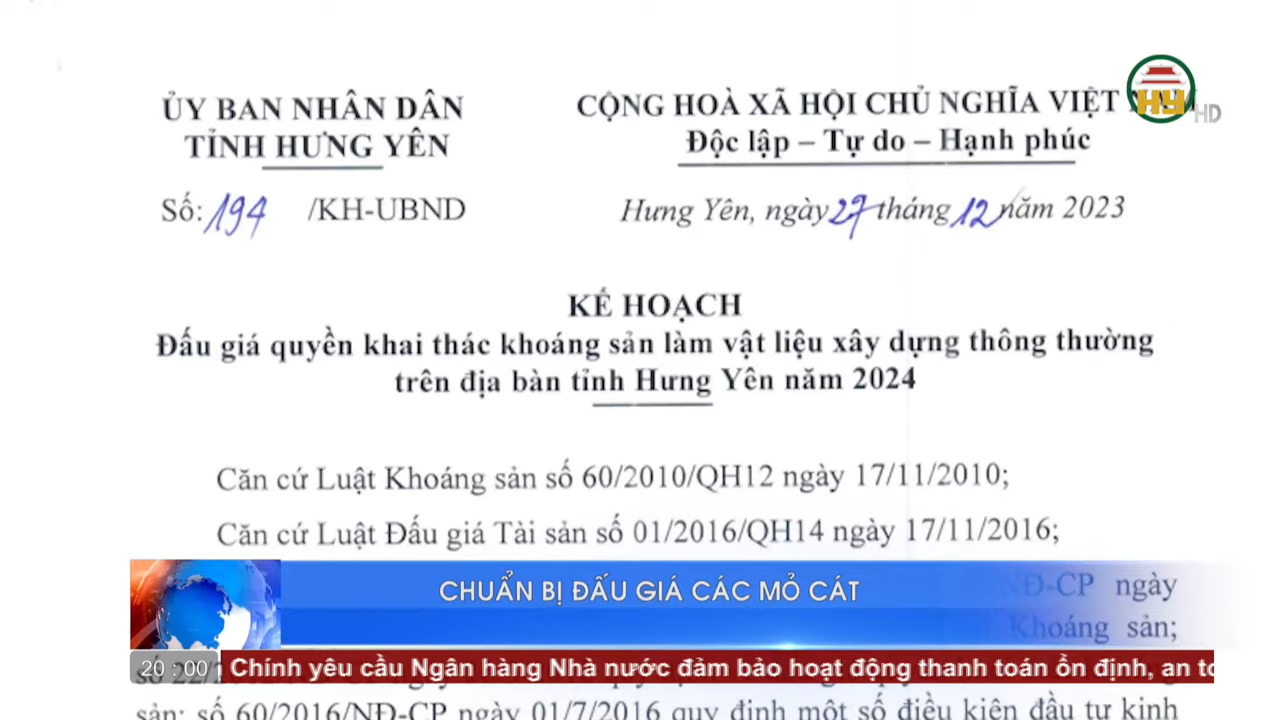 ỦY BAN NHÂN DÂN
TỈNH HƯNG YÊN
CỘNG HOÀ XÃ HỘI CHỦ NGHĨA VIỆT
Độc lập – Tự do – Hạnh phúc
HY HD
Số: 194 /KH-UBND
Hưng Yên, ngày 27 tháng 12 năm 2023
KẾ HOẠCH
Đấu giá quyền khai thác khoáng sản làm vật liệu xây dựng thông thường
trên địa bàn tỉnh Hưng Yên năm 2024
Căn cứ Luật Khoáng sản số 60/2010/QH12 ngày 17/11/2010;
Căn cứ Luật Đấu giá Tài sản số 01/2016/QH14 ngày 17/11/2016;
NĐ-CP ngày
Khoáng sản;
CHUẨN BỊ ĐẤU GIÁ CÁC MỎ CÁT
20 : 00 Chính yêu cầu Ngân hàng Nhà nước đảm bảo hoạt động thanh toán ổn định, an to
sản; số 60/2016/NĐ-CP ngày 01/7/2016 quy định một số điều kiện đầu tư kinh